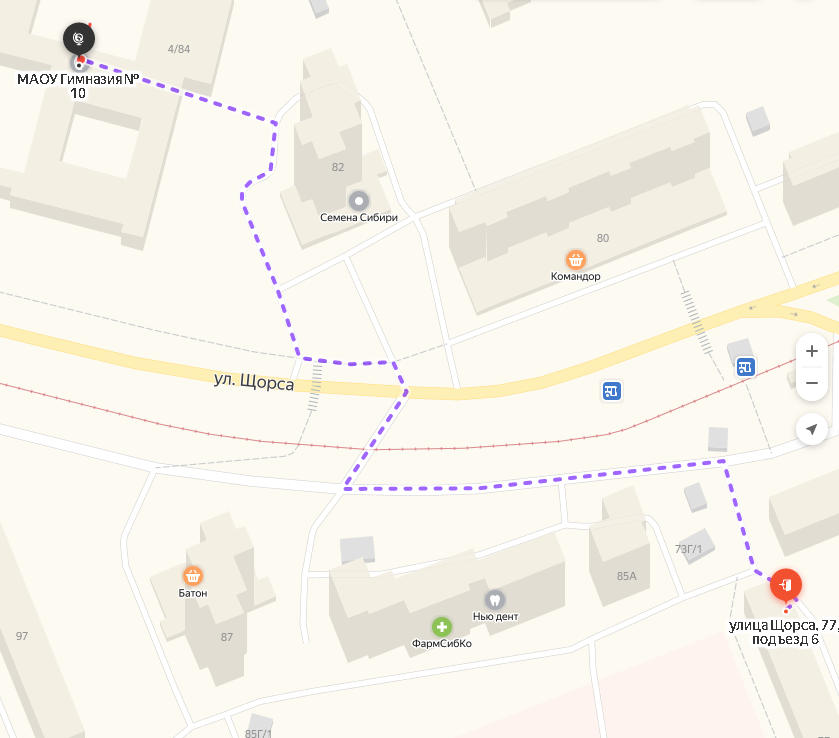 4/84
МАОУ Гимназия №
10
82
Семена Сибири
80
Командор
ул. Щорса
+
−
73Г/1
85А
Батон
Нью дент
ФармСибКо
97
87
улица Щорса, 77,
подъезд 6
85Г/1